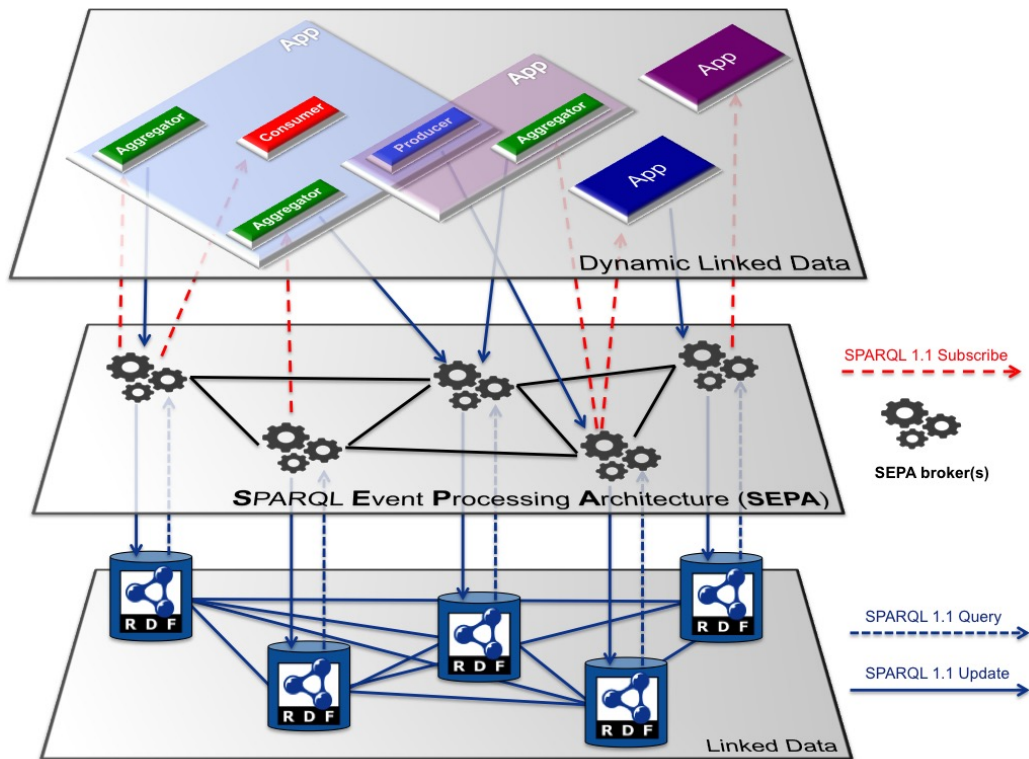 App
App
App
Aggregator
Consumer
Producer
Aggregator
App
Aggregator
Dynamic Linked Data
SPARQL 1.1 Subscribe
SEPA broker(s)
SPARQL Event Processing Architecture (SEPA)
RDF
RDF
RDF
RDF
RDF
SPARQL 1.1 Query
SPARQL 1.1 Update
Linked Data